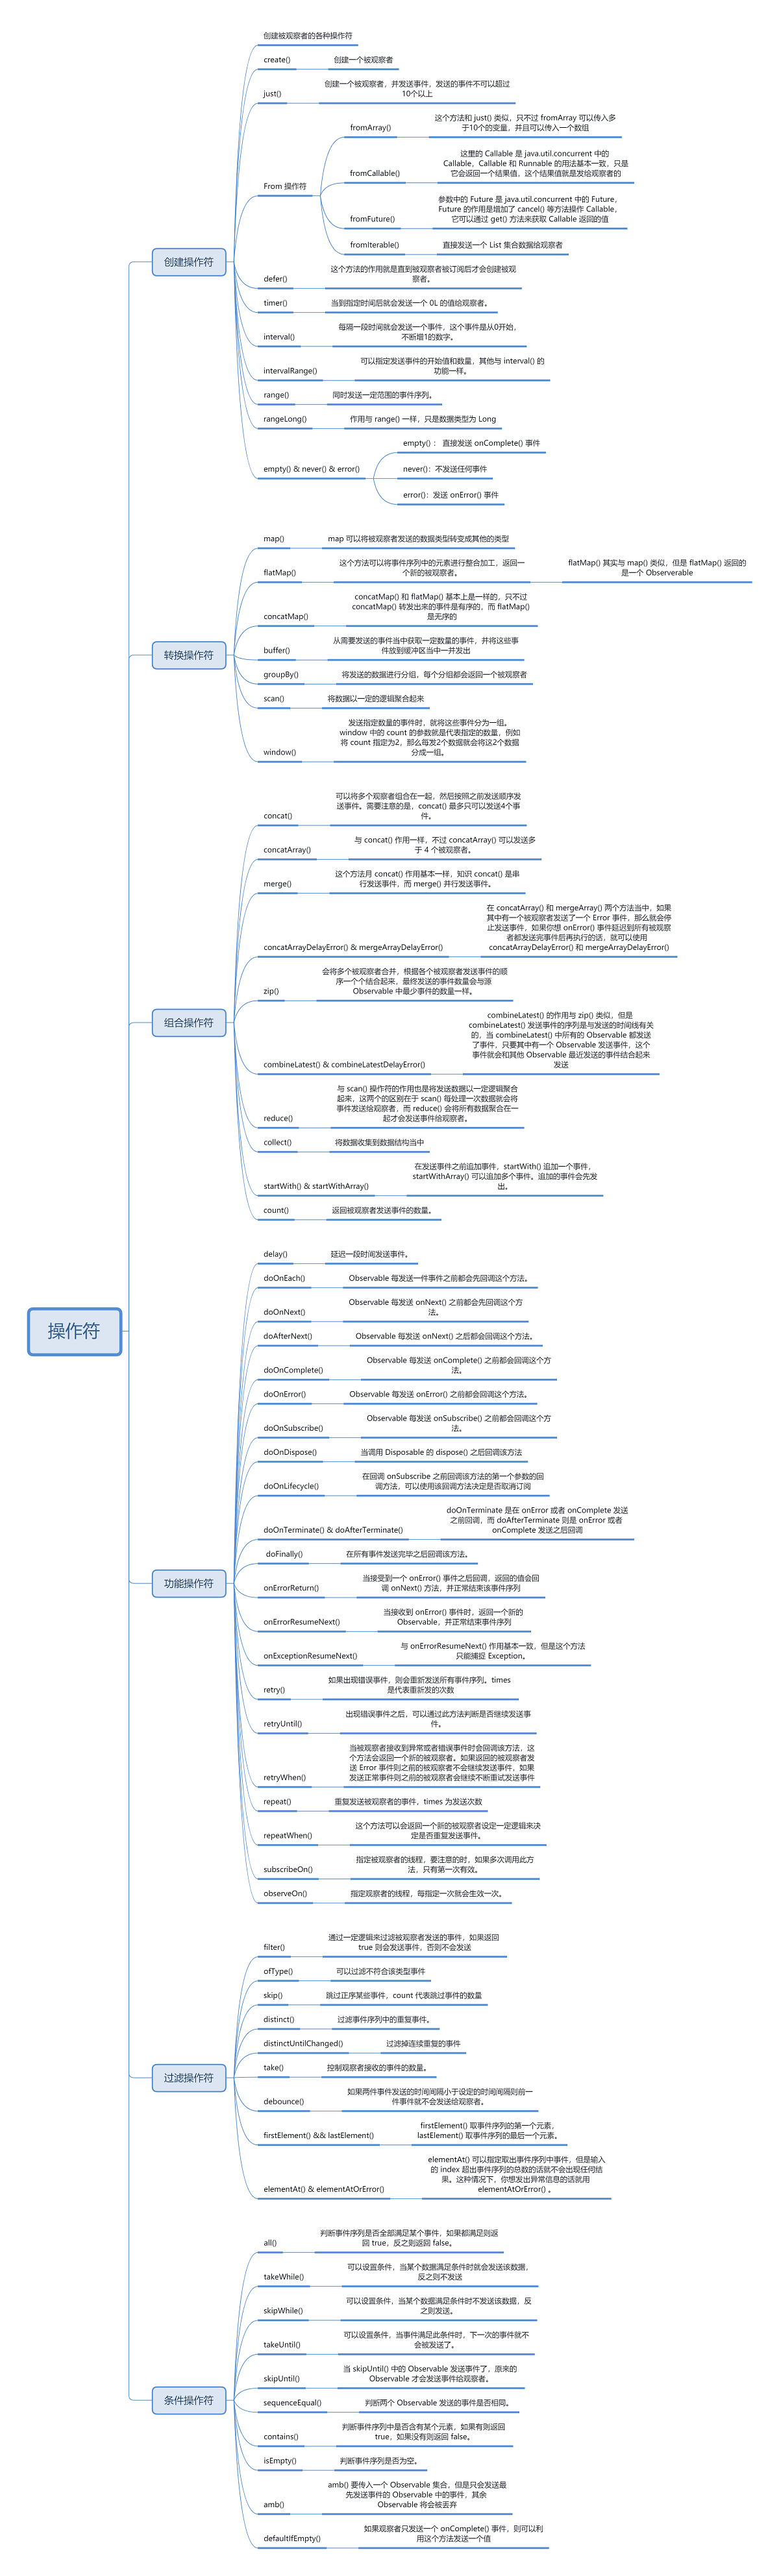 操作符
创建操作符
创建被观察者的各种操作符
create()
创建一个被观察者
just()
创建一个被观察者，并发送事件，发送的事件不可以超过
10个以上
From 操作符
fromArray()
这个方法和 just() 类似，只不过 fromArray 可以传入多
于10个的变量，并且可以传入一个数组
fromCallable()
这里的 Callable 是 java.util.concurrent 中的
Callable，Callable 和 Runnable 的用法基本一致，只是
它会返回一个结果值，这个结果值就是发给观察者的
fromFuture()
参数中的 Future 是 java.util.concurrent 中的 Future，
Future 的作用是增加了 cancel() 等方法操作 Callable，
它可以通过 get() 方法来获取 Callable 返回的值
fromIterable()
直接发送一个 List 集合数据给观察者
defer()
这个方法的作用就是直到被观察者被订阅后才会创建被观
察者。
timer()
当到指定时间后就会发送一个 0L 的值给观察者。
interval()
每隔一段时间就会发送一个事件，这个事件是从0开始，
不断增1的数字。
intervalRange()
可以指定发送事件的开始值和数量，其他与 interval() 的
功能一样。
range()
同时发送一定范围的事件序列。
rangeLong()
作用与 range() 一样，只是数据类型为 Long
empty() & never() & error()
empty() ： 直接发送 onComplete() 事件
never()：不发送任何事件
error()：发送 onError() 事件
转换操作符
map()
map 可以将被观察者发送的数据类型转变成其他的类型
flatMap()
这个方法可以将事件序列中的元素进行整合加工，返回一
个新的被观察者。
flatMap() 其实与 map() 类似，但是 flatMap() 返回的
是一个 Observerable
concatMap()
concatMap() 和 flatMap() 基本上是一样的，只不过
concatMap() 转发出来的事件是有序的，而 flatMap()
是无序的
buffer()
从需要发送的事件当中获取一定数量的事件，并将这些事
件放到缓冲区当中一并发出
groupBy()
将发送的数据进行分组，每个分组都会返回一个被观察者
scan()
将数据以一定的逻辑聚合起来
window()
发送指定数量的事件时，就将这些事件分为一组。
window 中的 count 的参数就是代表指定的数量，例如
将 count 指定为2，那么每发2个数据就会将这2个数据
分成一组。
组合操作符
concat()
可以将多个观察者组合在一起，然后按照之前发送顺序发
送事件。需要注意的是，concat() 最多只可以发送4个事
件。
concatArray()
与 concat() 作用一样，不过 concatArray() 可以发送多
于 4 个被观察者。
merge()
这个方法月 concat() 作用基本一样，知识 concat() 是串
行发送事件，而 merge() 并行发送事件。
concatArrayDelayError() & mergeArrayDelayError()
在 concatArray() 和 mergeArray() 两个方法当中，如果
其中有一个被观察者发送了一个 Error 事件，那么就会停
止发送事件，如果你想 onError() 事件延迟到所有被观察
者都发送完事件后再执行的话，就可以使用
concatArrayDelayError() 和 mergeArrayDelayError()
zip()
会将多个被观察者合并，根据各个被观察者发送事件的顺
序一个个结合起来，最终发送的事件数量会与源
Observable 中最少事件的数量一样。
combineLatest() & combineLatestDelayError()
combineLatest() 的作用与 zip() 类似，但是
combineLatest() 发送事件的序列是与发送的时间线有关
的，当 combineLatest() 中所有的 Observable 都发送
了事件，只要其中有一个 Observable 发送事件，这个
事件就会和其他 Observable 最近发送的事件结合起来
发送
reduce()
与 scan() 操作符的作用也是将发送数据以一定逻辑聚合
起来，这两个的区别在于 scan() 每处理一次数据就会将
事件发送给观察者，而 reduce() 会将所有数据聚合在一
起才会发送事件给观察者。
collect()
将数据收集到数据结构当中
startWith() & startWithArray()
在发送事件之前追加事件，startWith() 追加一个事件，
startWithArray() 可以追加多个事件。追加的事件会先发
出。
count()
返回被观察者发送事件的数量。
功能操作符
delay()
延迟一段时间发送事件。
doOnEach()
Observable 每发送一件事件之前都会先回调这个方法。
doOnNext()
Observable 每发送 onNext() 之前都会先回调这个方
法。
doAfterNext()
Observable 每发送 onNext() 之后都会回调这个方法。
doOnComplete()
Observable 每发送 onComplete() 之前都会回调这个方
法。
doOnError()
Observable 每发送 onError() 之前都会回调这个方法。
doOnSubscribe()
Observable 每发送 onSubscribe() 之前都会回调这个方
法。
doOnDispose()
当调用 Disposable 的 dispose() 之后回调该方法
doOnLifecycle()
在回调 onSubscribe 之前回调该方法的第一个参数的回
调方法，可以使用该回调方法决定是否取消订阅
doOnTerminate() & doAfterTerminate()
doOnTerminate 是在 onError 或者 onComplete 发送
之前回调，而 doAfterTerminate 则是 onError 或者
onComplete 发送之后回调
doFinally()
在所有事件发送完毕之后回调该方法。
onErrorReturn()
当接受到一个 onError() 事件之后回调，返回的值会回
调 onNext() 方法，并正常结束该事件序列
onErrorResumeNext()
当接收到 onError() 事件时，返回一个新的
Observable，并正常结束事件序列
onExceptionResumeNext()
与 onErrorResumeNext() 作用基本一致，但是这个方法
只能捕捉 Exception。
retry()
如果出现错误事件，则会重新发送所有事件序列。times
是代表重新发的次数
retryUntil()
出现错误事件之后，可以通过此方法判断是否继续发送事
件。
retryWhen()
当被观察者接收到异常或者错误事件时会回调该方法，这
个方法会返回一个新的被观察者。如果返回的被观察者发
送 Error 事件则之前的被观察者不会继续发送事件，如果
发送正常事件则之前的被观察者会继续不断重试发送事件
repeat()
重复发送被观察者的事件，times 为发送次数
repeatWhen()
这个方法可以会返回一个新的被观察者设定一定逻辑来决
定是否重复发送事件。
subscribeOn()
指定被观察者的线程，要注意的时，如果多次调用此方
法，只有第一次有效。
observeOn()
指定观察者的线程，每指定一次就会生效一次。
过滤操作符
filter()
通过一定逻辑来过滤被观察者发送的事件，如果返回
true 则会发送事件，否则不会发送
ofType()
可以过滤不符合该类型事件
skip()
跳过正序某些事件，count 代表跳过事件的数量
distinct()
过滤事件序列中的重复事件。
distinctUntilChanged()
过滤掉连续重复的事件
take()
控制观察者接收的事件的数量。
debounce()
如果两件事件发送的时间间隔小于设定的时间间隔则前一
件事件就不会发送给观察者。
firstElement() && lastElement()
firstElement() 取事件序列的第一个元素，
lastElement() 取事件序列的最后一个元素。
elementAt() & elementAtOrError()
elementAt() 可以指定取出事件序列中事件，但是输入
的 index 超出事件序列的总数的话就不会出现任何结
果。这种情况下，你想发出异常信息的话就用
elementAtOrError() 。
条件操作符
all()
判断事件序列是否全部满足某个事件，如果都满足则返
回 true，反之则返回 false。
takeWhile()
可以设置条件，当某个数据满足条件时就会发送该数据，
反之则不发送
skipWhile()
可以设置条件，当某个数据满足条件时不发送该数据，反
之则发送。
takeUntil()
可以设置条件，当事件满足此条件时，下一次的事件就不
会被发送了。
skipUntil()
当 skipUntil() 中的 Observable 发送事件了，原来的
Observable 才会发送事件给观察者。
sequenceEqual()
判断两个 Observable 发送的事件是否相同。
contains()
判断事件序列中是否含有某个元素，如果有则返回
true，如果没有则返回 false。
isEmpty()
判断事件序列是否为空。
amb()
amb() 要传入一个 Observable 集合，但是只会发送最
先发送事件的 Observable 中的事件，其余
Observable 将会被丢弃
defaultIfEmpty()
如果观察者只发送一个 onComplete() 事件，则可以利
用这个方法发送一个值